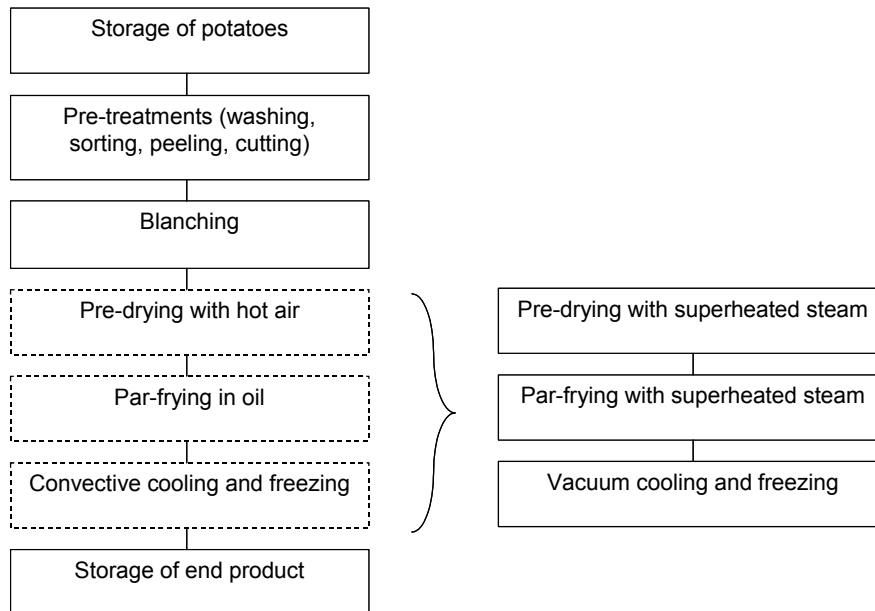 Storage of potatoes
Pre-treatments (washing,
sorting, peeling, cutting)
Blanching
Pre-drying with hot air
Par-frying in oil
Convective cooling and freezing
Storage of end product
Pre-drying with superheated steam
Par-frying with superheated steam
Vacuum cooling and freezing